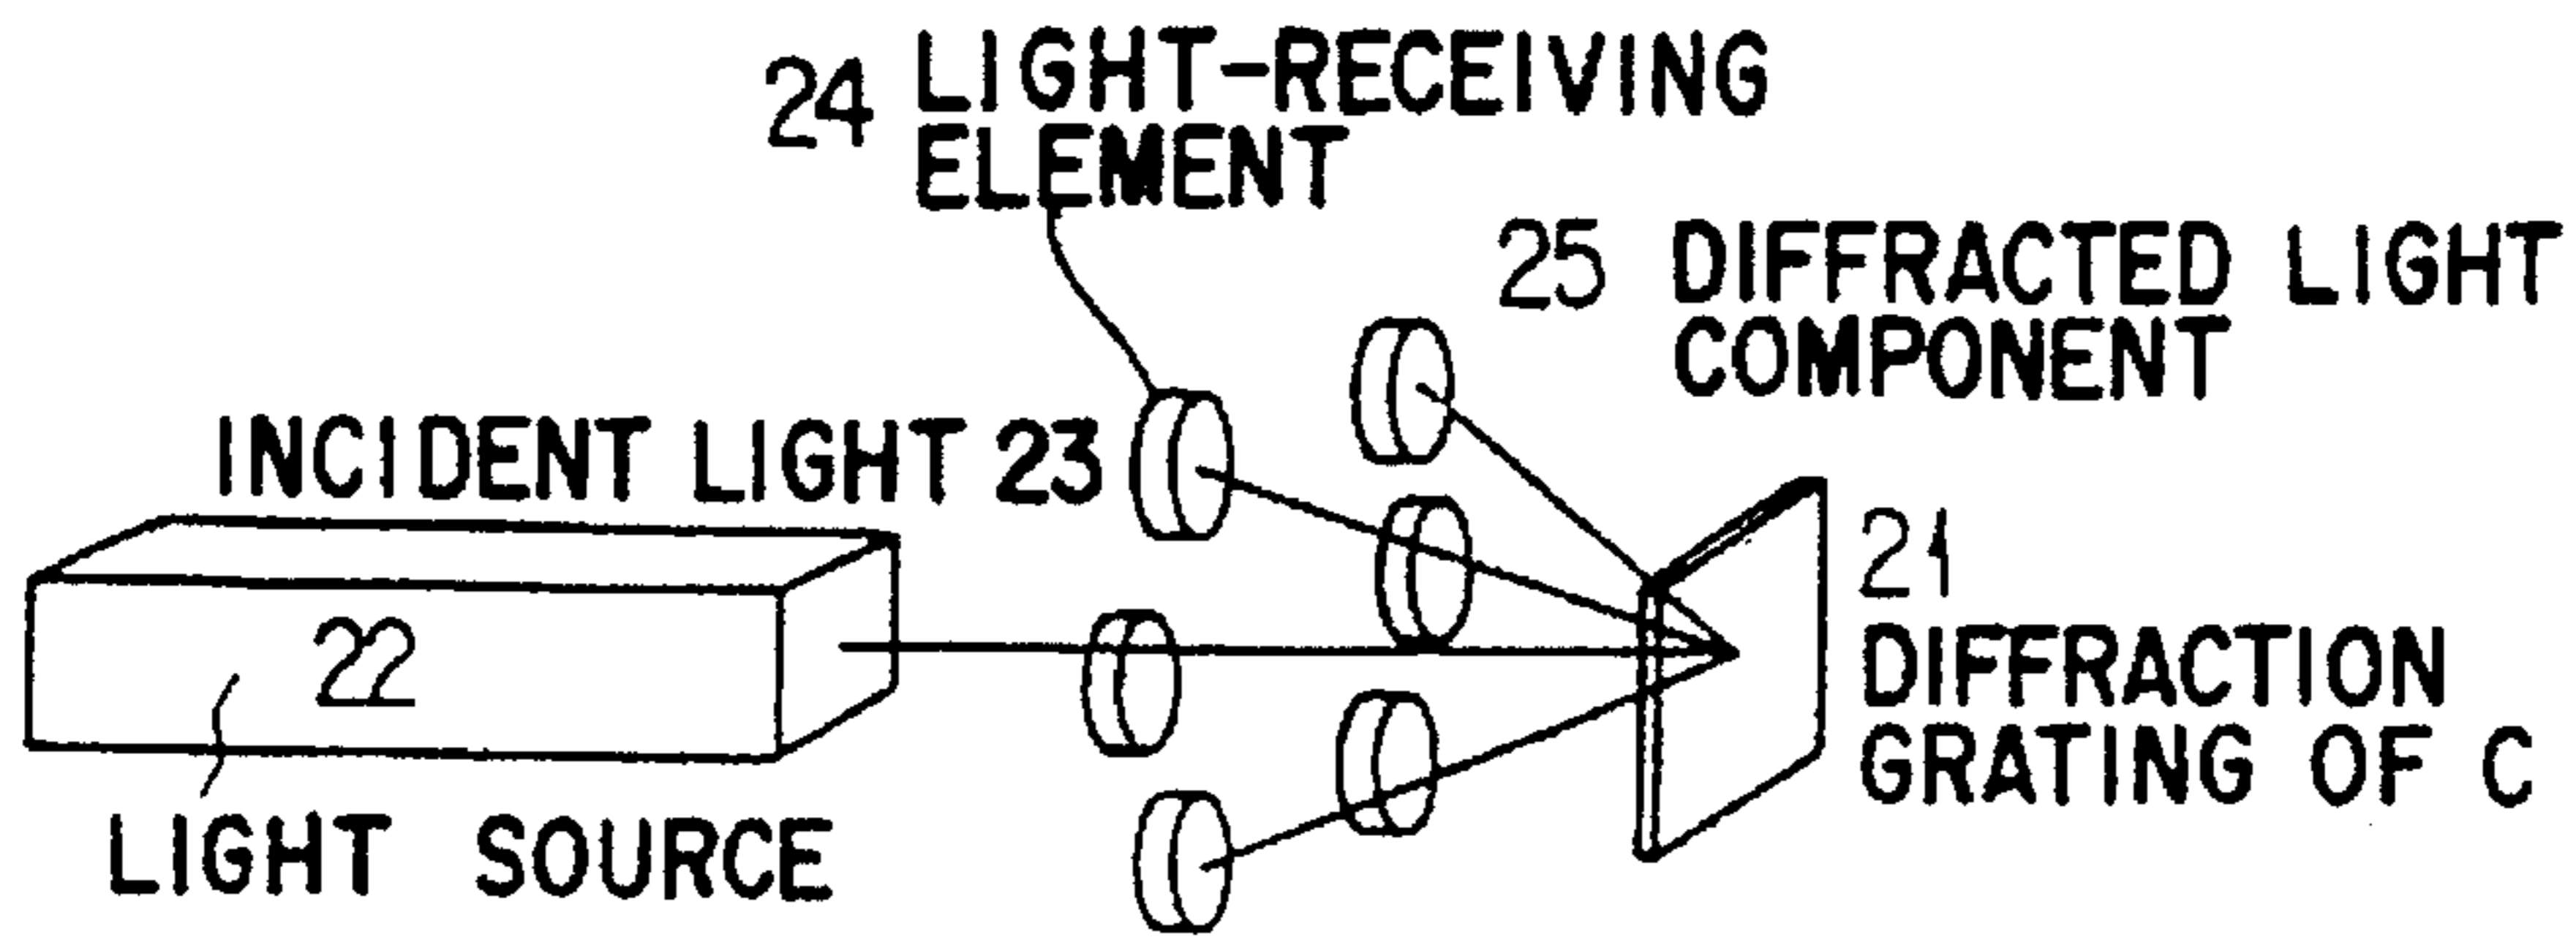 24 LIGHT-RECEIVING
ELEMENT
25 DIFFRACTED LIGHT
COMPONENT
INCIDENT LIGHT 23
22
LIGHT SOURCE
21
DIFFRACTION
GRATING OF C